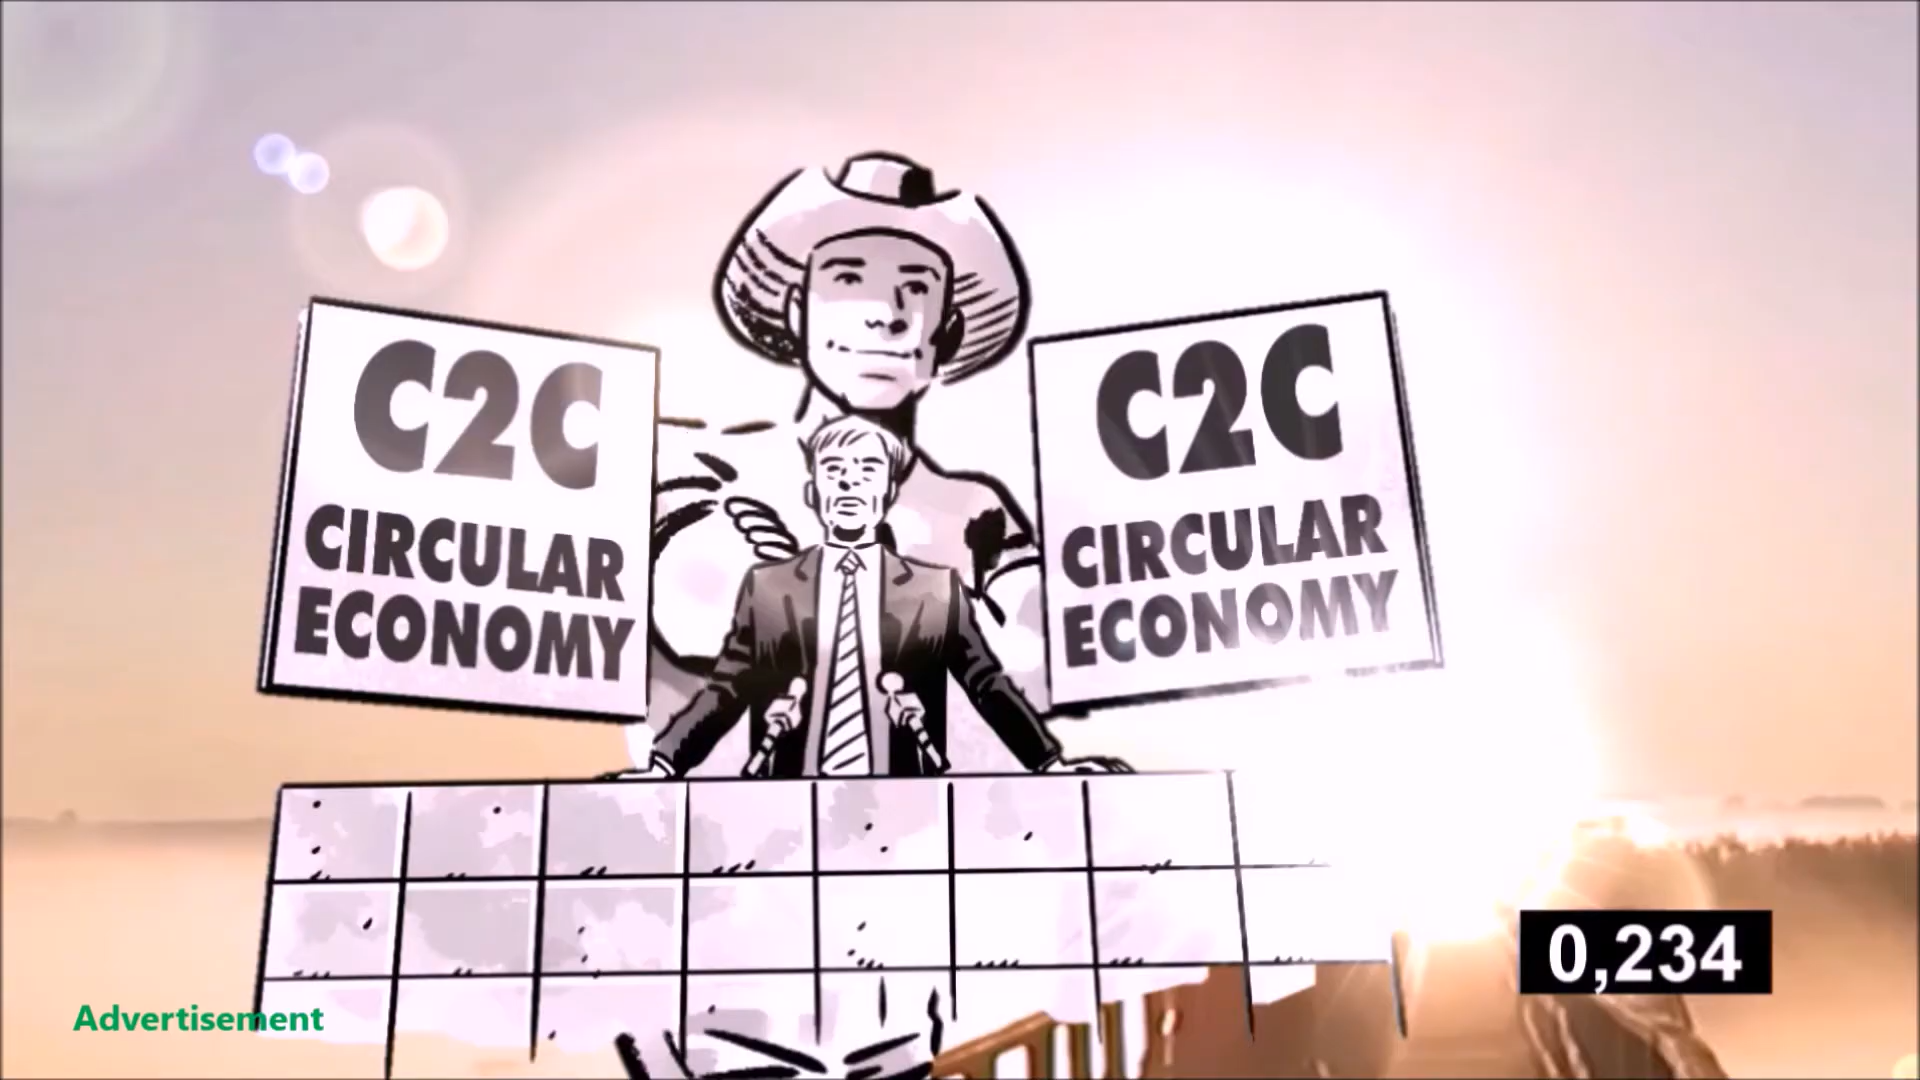 C2C
CIRCULAR
ECONOMY
C2C
CIRCULAR
ECONOMY
0,234
Advertisement